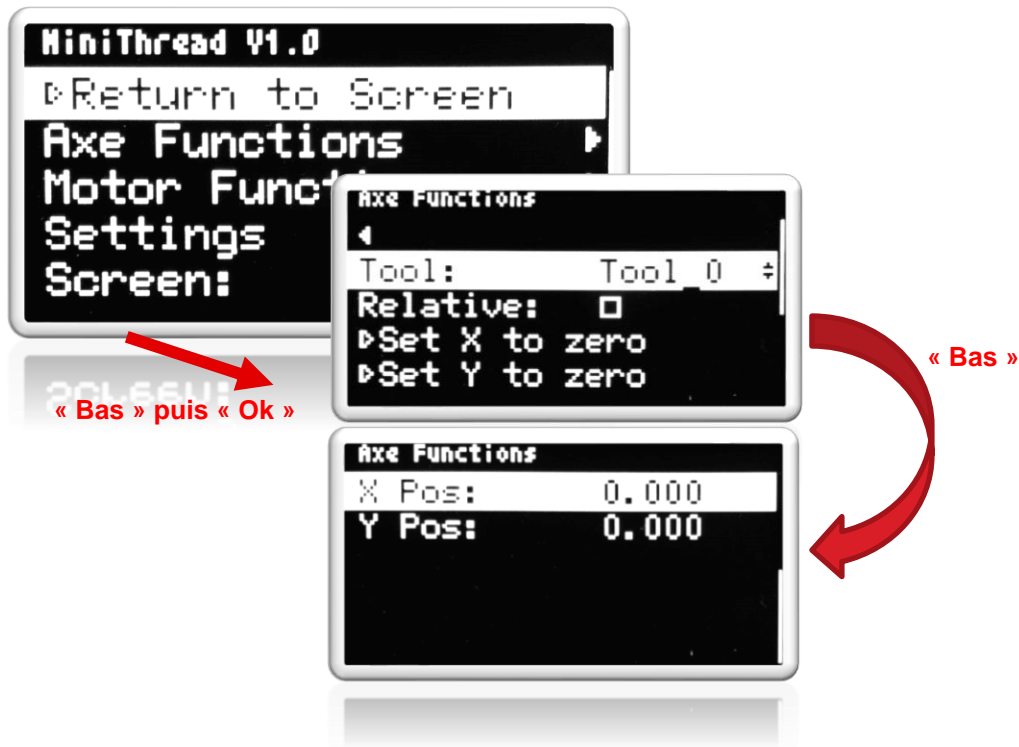 MiniThread V1.0
Return to Screen
Axe Functions
Motor Funct
Settings
Screen:
Axe Functions
Tool: Tool_0
Relative:
Set X to zero
Set Y to zero
« Bas »
« Bas » puis « Ok »
Axe Functions
X Pos: 0.000
Y Pos: 0.000